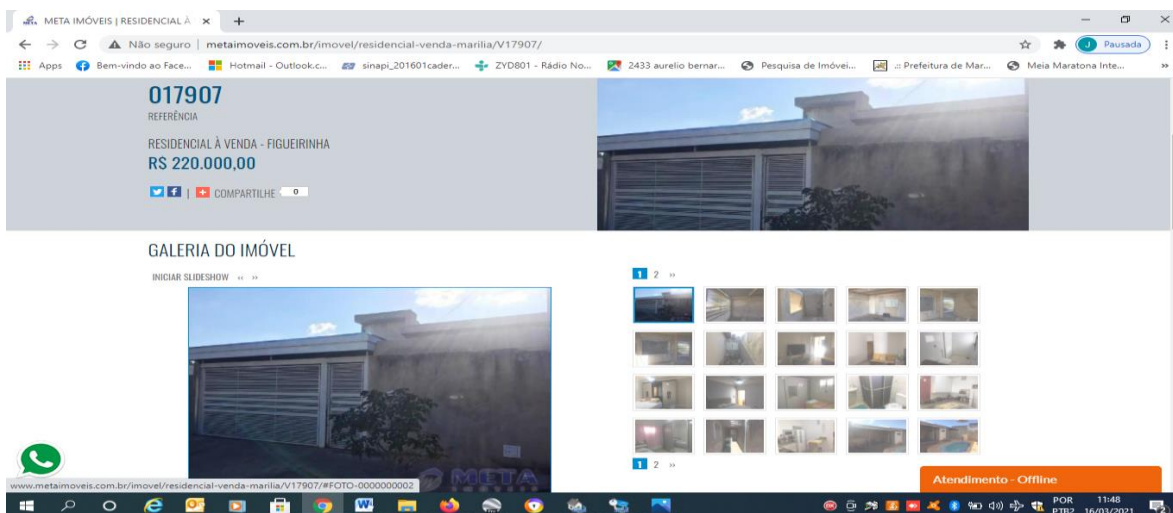 META IMÓVEIS | RESIDENCIAL À
Não seguro | metaimoveis.com.br/imovel/residencial-venda-marilia/V17907/
J Pausada
Apps Bem-vindo ao Face... Hotmail - Outlook.c... sinapi_201601cader... ZYD801 - Rádio No... 2433 aurelio bernar... Pesquisa de Imóvei... .:: Prefeitura de Mar... Meia Maratona Inte... »
017907
REFERÊNCIA
RESIDENCIAL À VENDA - FIGUEIRINHA
R$ 220.000,00
| COMPARTILHE 0
GALERIA DO IMÓVEL
INICIAR SLIDESHOW ‹‹ ››
1 2 ››
META
1 2 ››
www.metaimoveis.com.br/imovel/residencial-venda-marilia/V17907/#FOTO-0000000002
Atendimento - Offline
POR 11:48
PTB2 16/03/2021